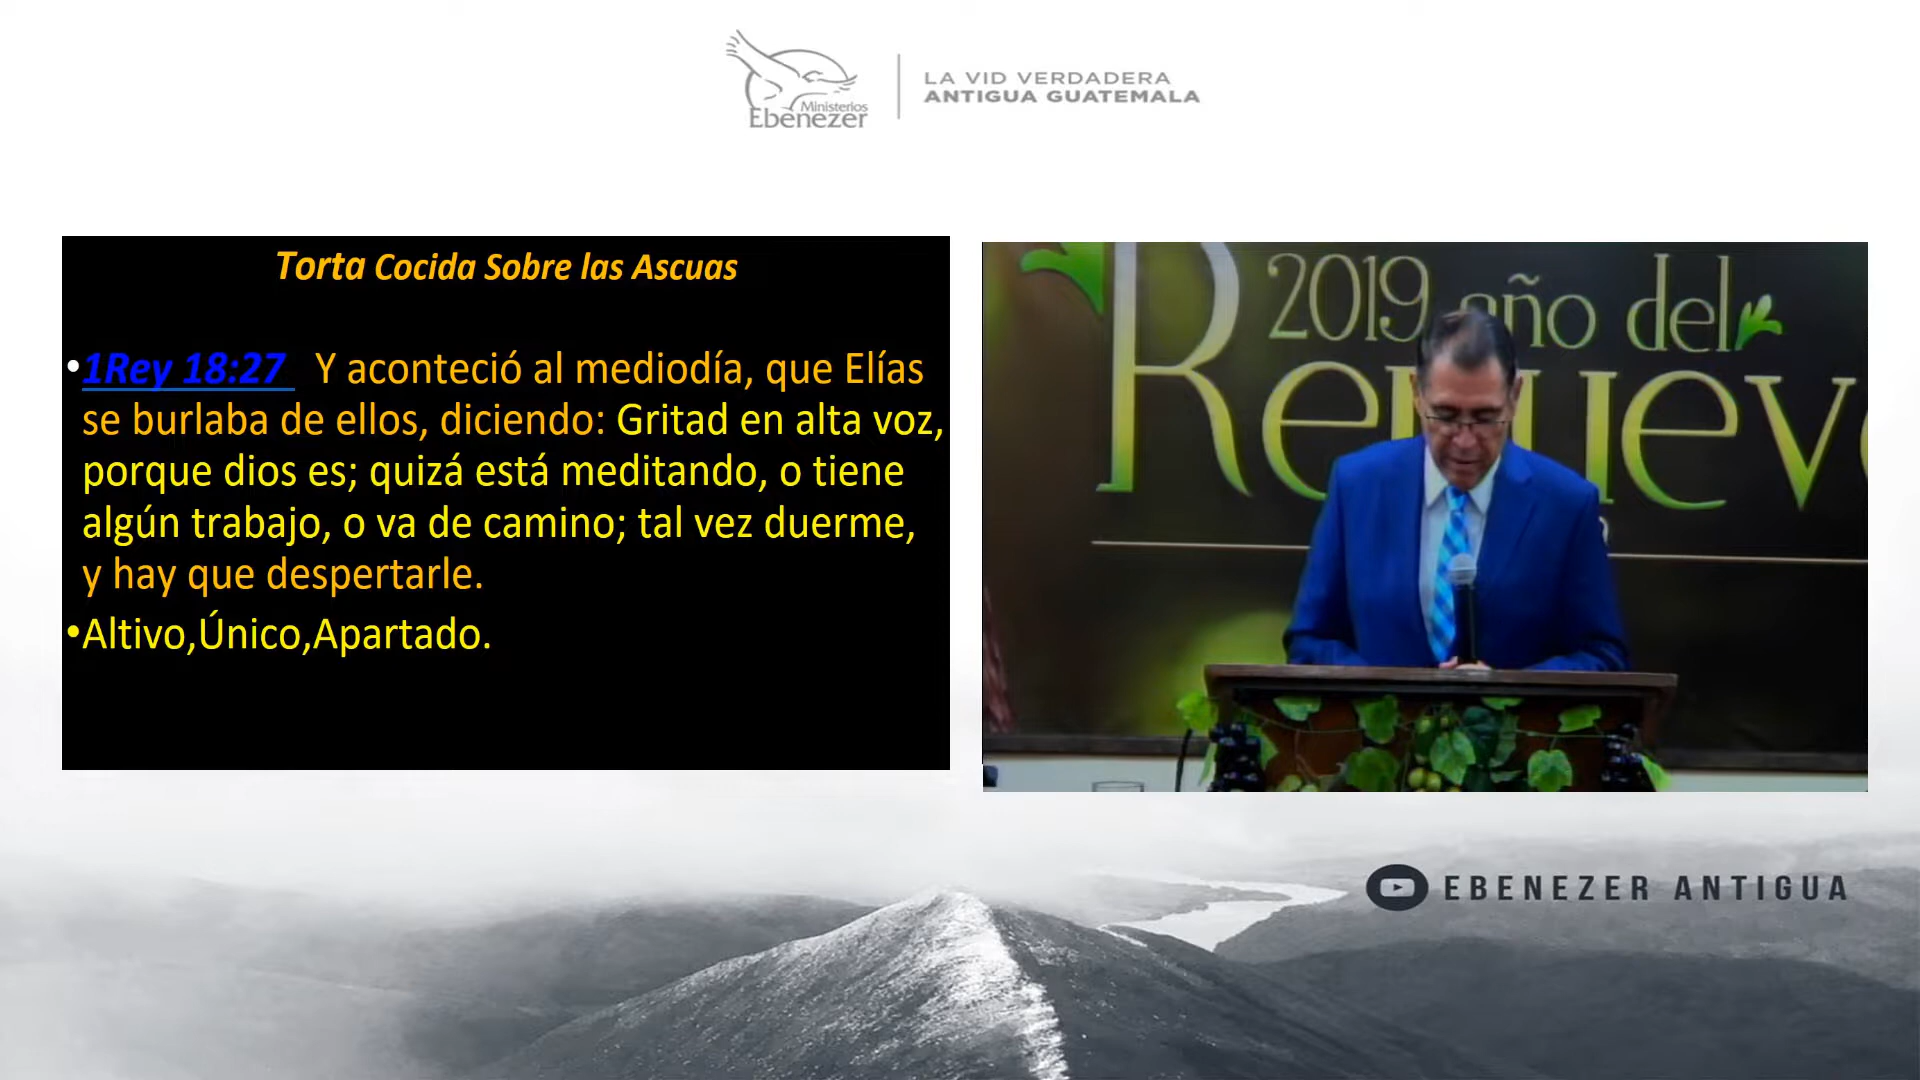 Ministerios
Ebenezer
LA VID VERDADERA
ANTIGUA GUATEMALA
Torta Cocida Sobre las Ascuas
•1Rey 18:27 Y aconteció al mediodía, que Elías
se burlaba de ellos, diciendo: Gritad en alta voz,
porque dios es; quizá está meditando, o tiene
algún trabajo, o va de camino; tal vez duerme,
y hay que despertarle.
•Altivo,Único,Apartado.
2019 año del
Renuevo
EBENEZER ANTIGUA